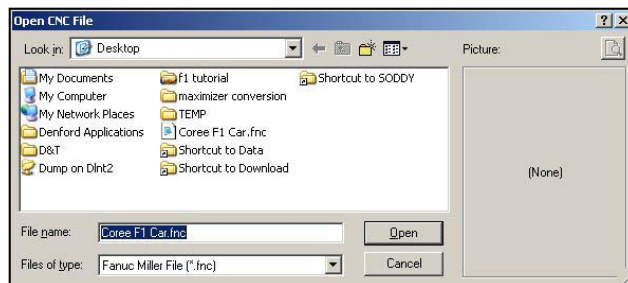 Open CNC File
Look in: Desktop
Picture:
My Documents
My Computer
My Network Places
Denford Applications
D&T
Dump on Dlnt2
f1 tutorial
maximizer conversion
TEMP
Coree F1 Car.fnc
Shortcut to Data
Shortcut to Download
Shortcut to SODDY
(None)
File name: Coree F1 Car.fnc
Open
Files of type: Fanuc Miller File (*.fnc)
Cancel